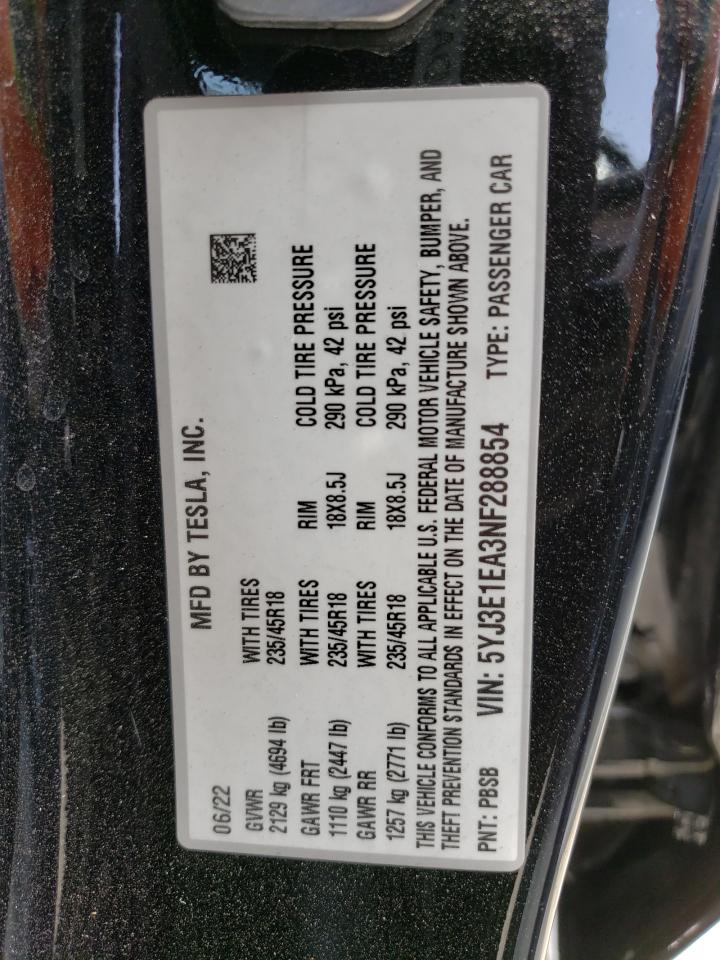 MFD BY TESLA, INC.
06/22
GVWR WITH TIRES
2129 kg (4694 lb) 235/45R18
GAWR FRT WITH TIRES RIM COLD TIRE PRESSURE
1110 kg (2447 lb) 235/45R18 18X8.5J 290 kPa, 42 psi
GAWR RR WITH TIRES RIM COLD TIRE PRESSURE
1257 kg (2771 lb) 235/45R18 18X8.5J 290 kPa, 42 psi
THIS VEHICLE CONFORMS TO ALL APPLICABLE U.S. FEDERAL MOTOR VEHICLE SAFETY, BUMPER, AND
THEFT PREVENTION STANDARDS IN EFFECT ON THE DATE OF MANUFACTURE SHOWN ABOVE.
PNT: PBSB VIN: 5YJ3E1EA3NF288854 TYPE: PASSENGER CAR